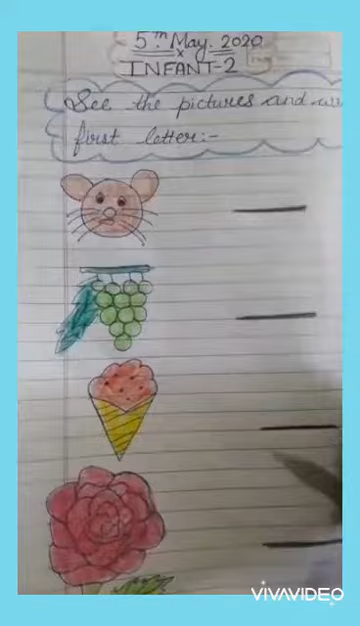 5th May. 2020
INFANT-2
See the pictures and
first letter:-
VIVAVIDEO